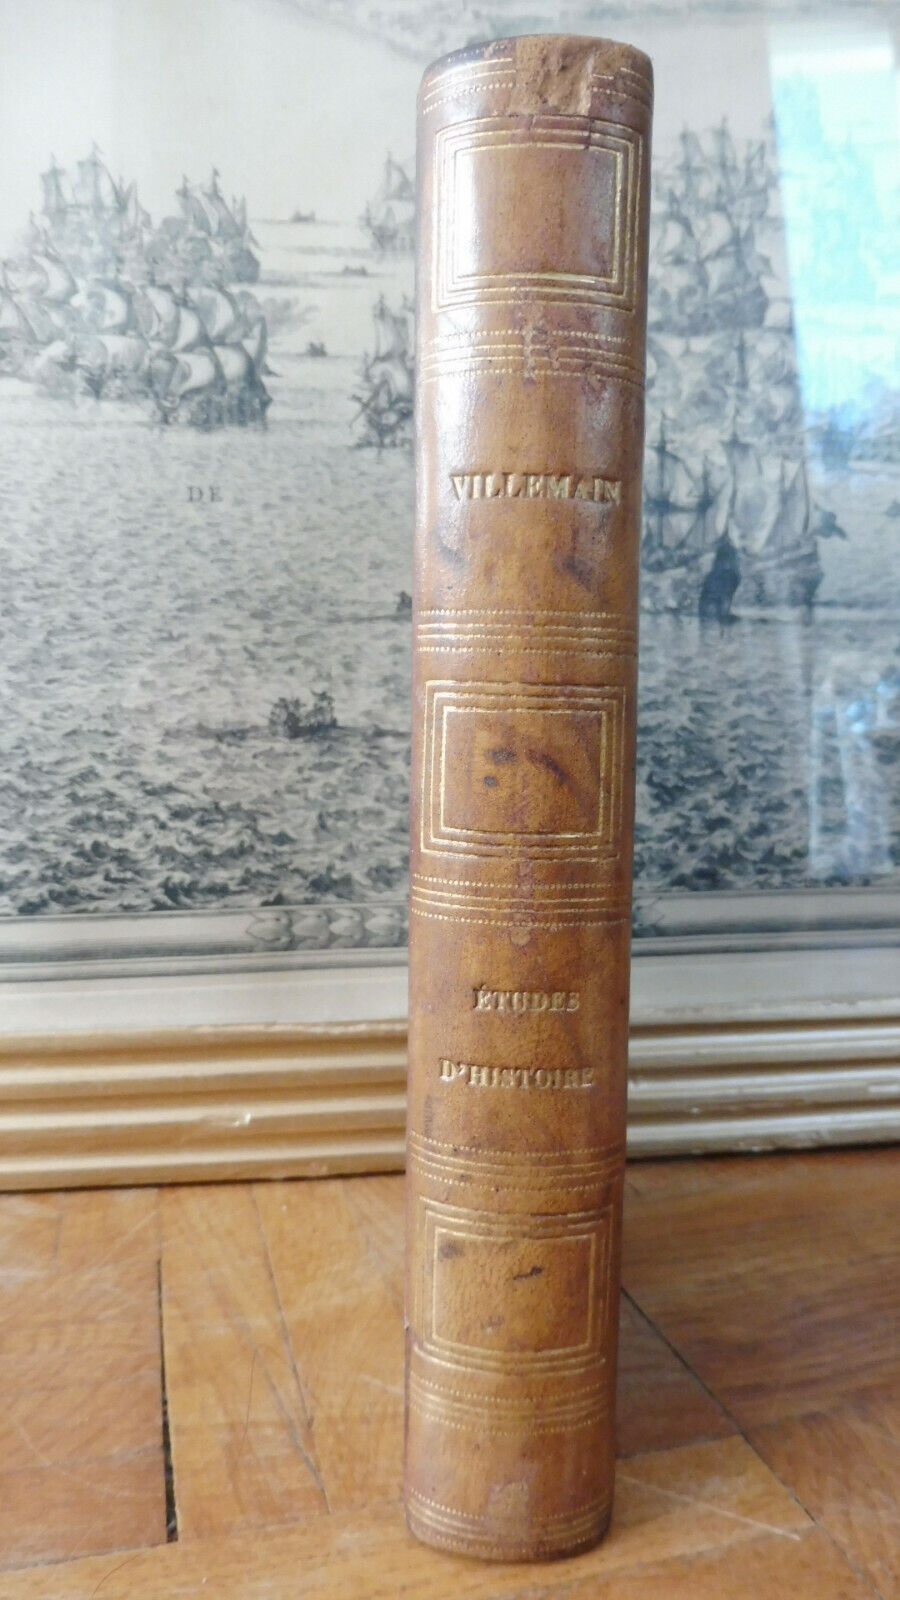 DE
VILLEMAIN
ÉTUDES
D'HISTOIRE